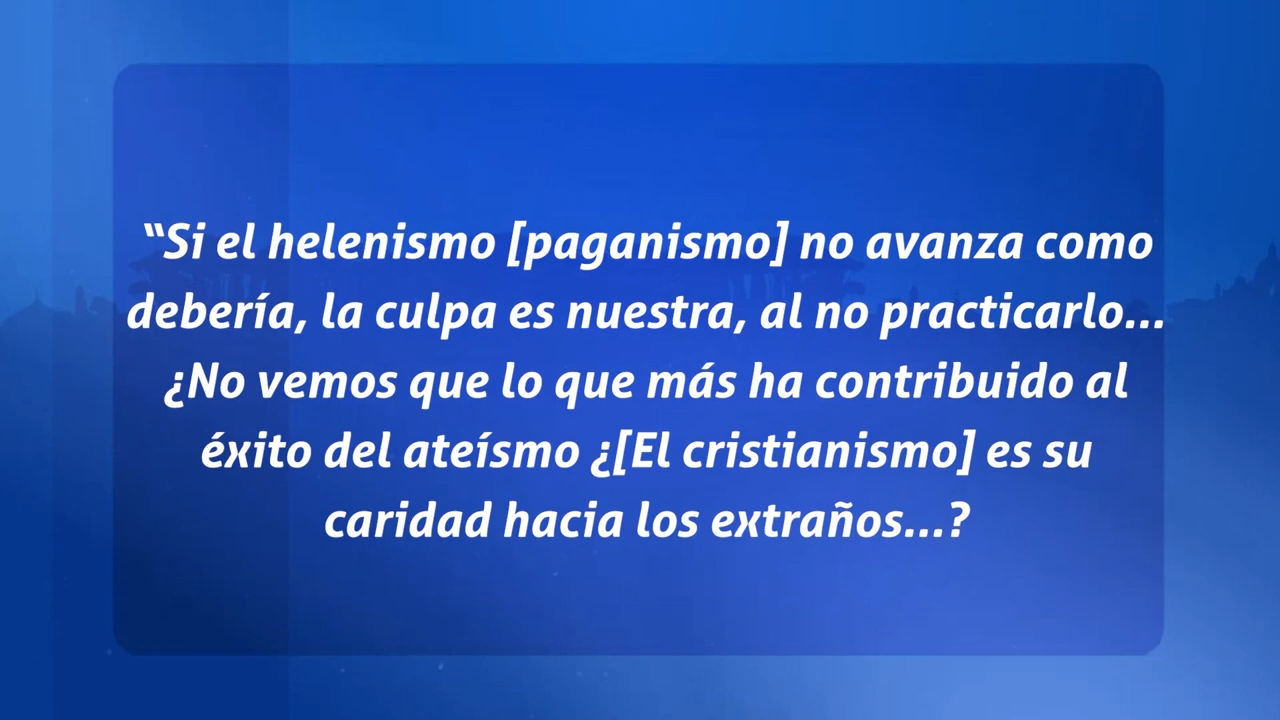 “Si el helenismo [paganismo] no avanza como
debería, la culpa es nuestra, al no practicarlo...
¿No vemos que lo que más ha contribuido al
éxito del ateísmo ¿[El cristianismo] es su
caridad hacia los extraños...?